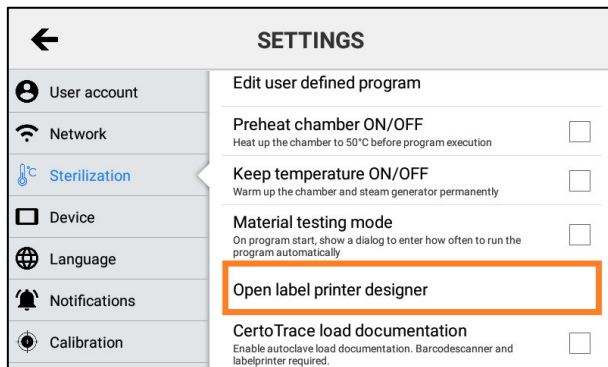 SETTINGS
User account
Network
°C Sterilization
Device
Language
Notifications
Calibration
Edit user defined program
Preheat chamber ON/OFF
Heat up the chamber to 50°C before program execution
Keep temperature ON/OFF
Warm up the chamber and steam generator permanently
Material testing mode
On program start, show a dialog to enter how often to run the
program automatically
Open label printer designer
CertoTrace load documentation
Enable autoclave load documentation. Barcodescanner and
labelprinter required.